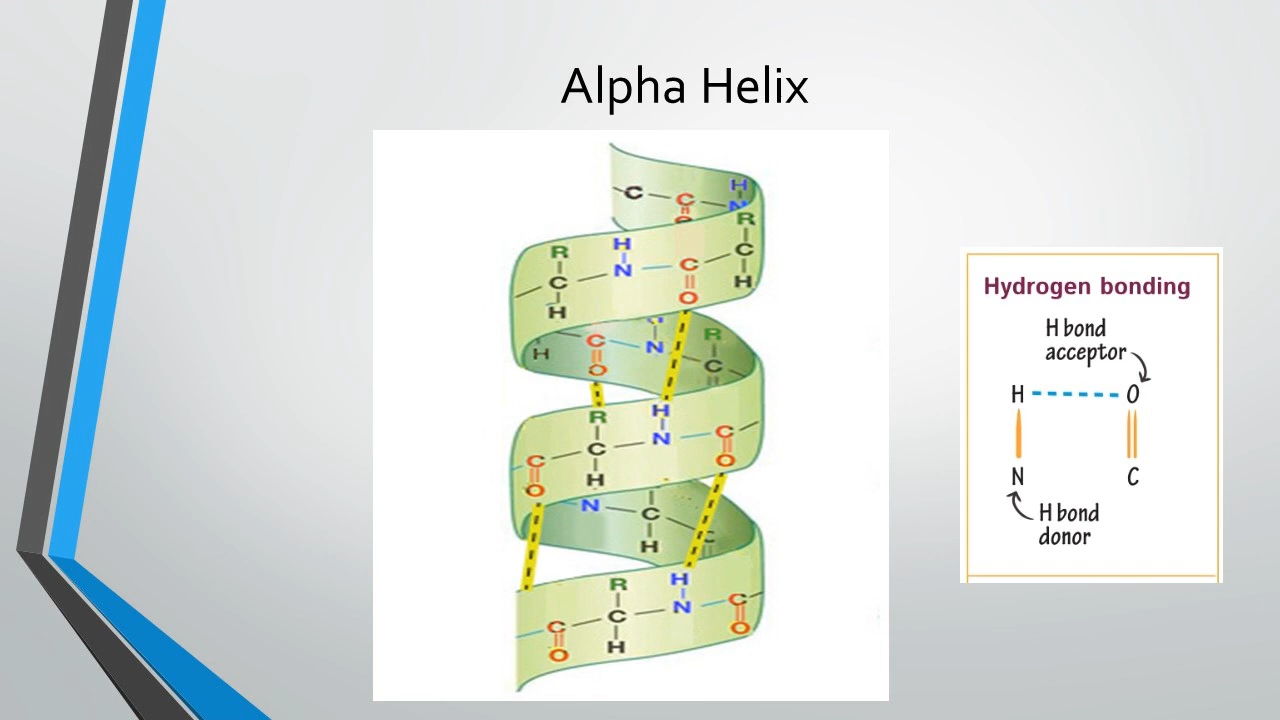 Alpha Helix
H
C C N
O R
R H C
N C
C O H
H
C N R
H O C
R H
C N C
C O
O H
N C
C
H
R H
C N C
C O
O H
Hydrogen bonding
H bond
acceptor
H O
N C
H bond
donor